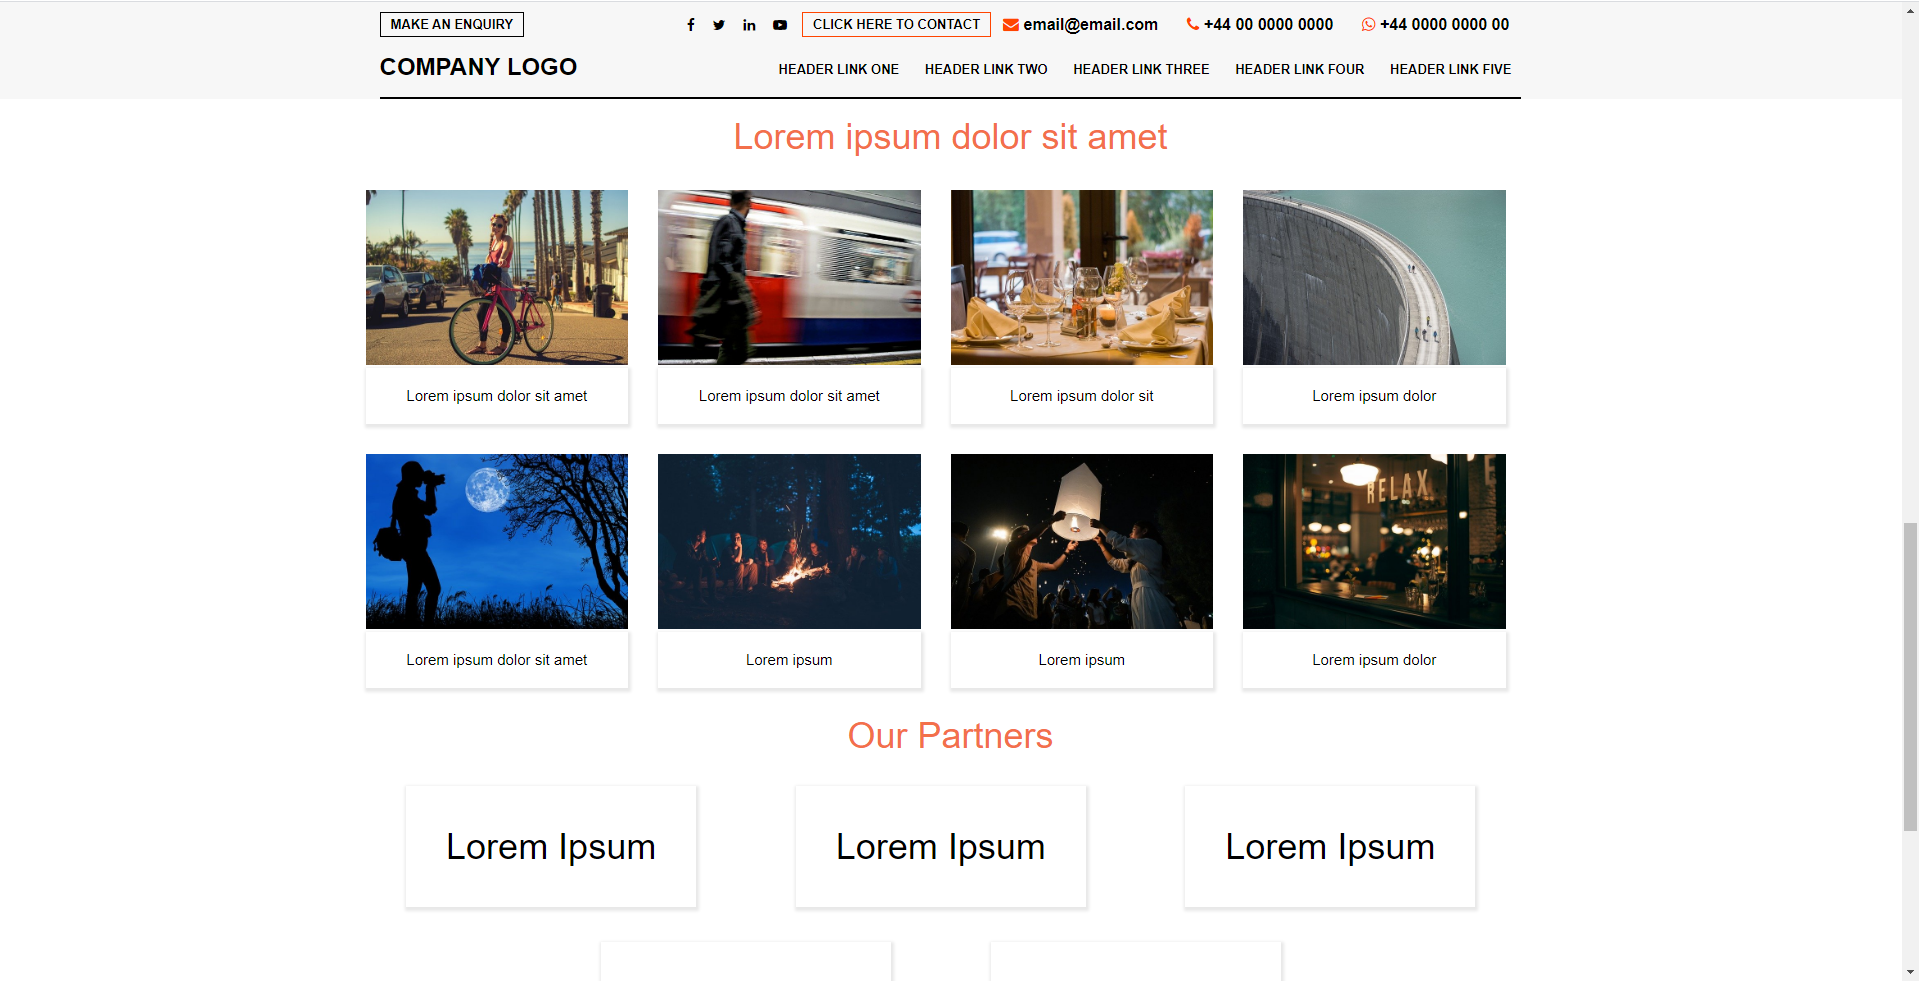 MAKE AN ENQUIRY
CLICK HERE TO CONTACT
email@email.com
+44 00 0000 0000
+44 0000 0000 00
COMPANY LOGO
HEADER LINK ONE
HEADER LINK TWO
HEADER LINK THREE
HEADER LINK FOUR
HEADER LINK FIVE
Lorem ipsum dolor sit amet
Lorem ipsum dolor sit amet
Lorem ipsum dolor sit amet
Lorem ipsum dolor sit
Lorem ipsum dolor
RELAX
Lorem ipsum dolor sit amet
Lorem ipsum
Lorem ipsum
Lorem ipsum dolor
Our Partners
Lorem Ipsum
Lorem Ipsum
Lorem Ipsum